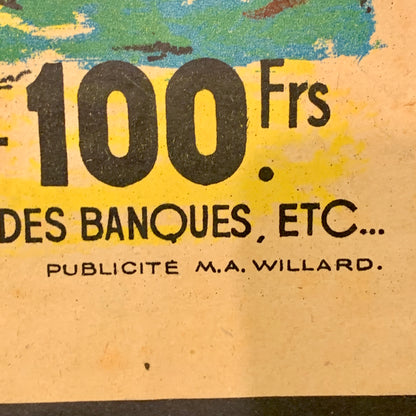 100. Frs
DES BANQUES, ETC...
PUBLICITÉ M.A. WILLARD.